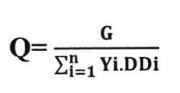 Q= G / ∑ⁿᵢ₌₁ Yi.DDi